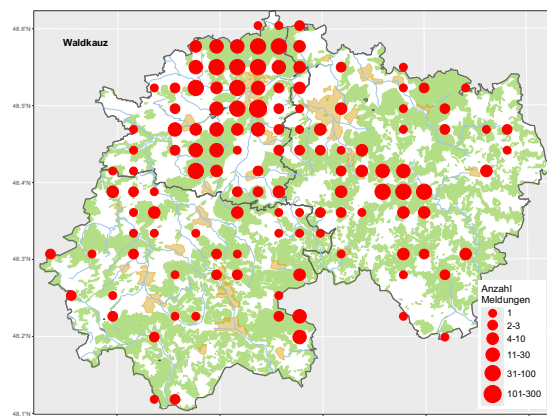 48.6°N
Waldkauz
48.5°N
48.4°N
48.3°N
Anzahl
Meldungen
1
2-3
4-10
11-30
31-100
101-300
48.2°N
48.1°N